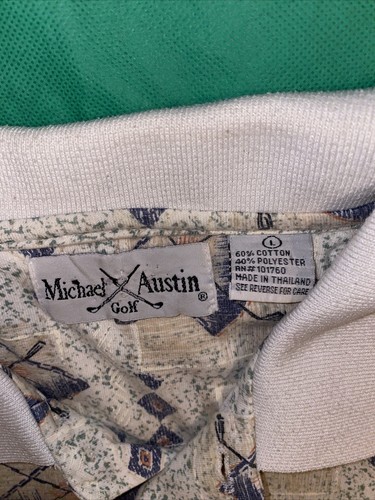 Michael Austin
Golf ®
L
60% COTTON
40% POLYESTER
RN# 101760
MADE IN THAILAND
SEE REVERSE FOR CARE